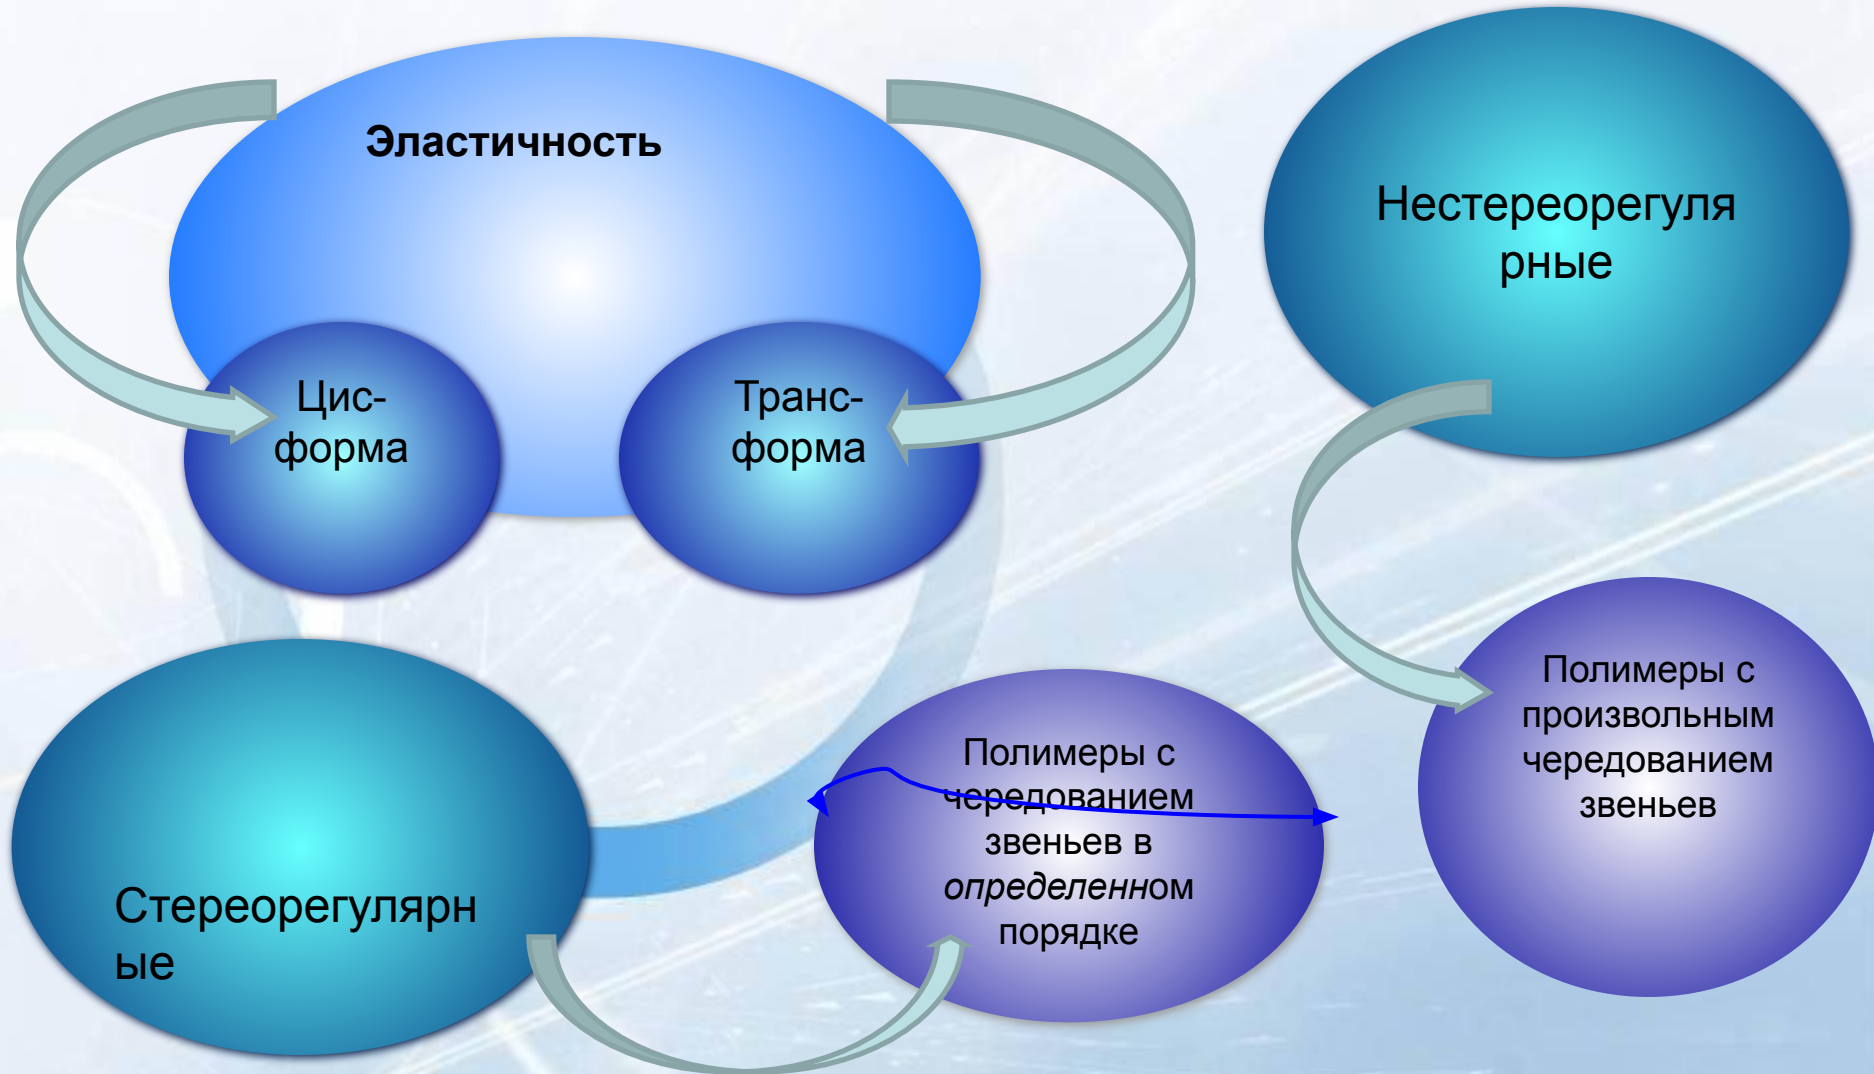 Эластичность
Цис-
форма
Транс-
форма
Нестереорегуля
рные
Стереорегулярн
ые
Полимеры с
чередованием
звеньев в
определенном
порядке
Полимеры с
произвольным
чередованием
звеньев